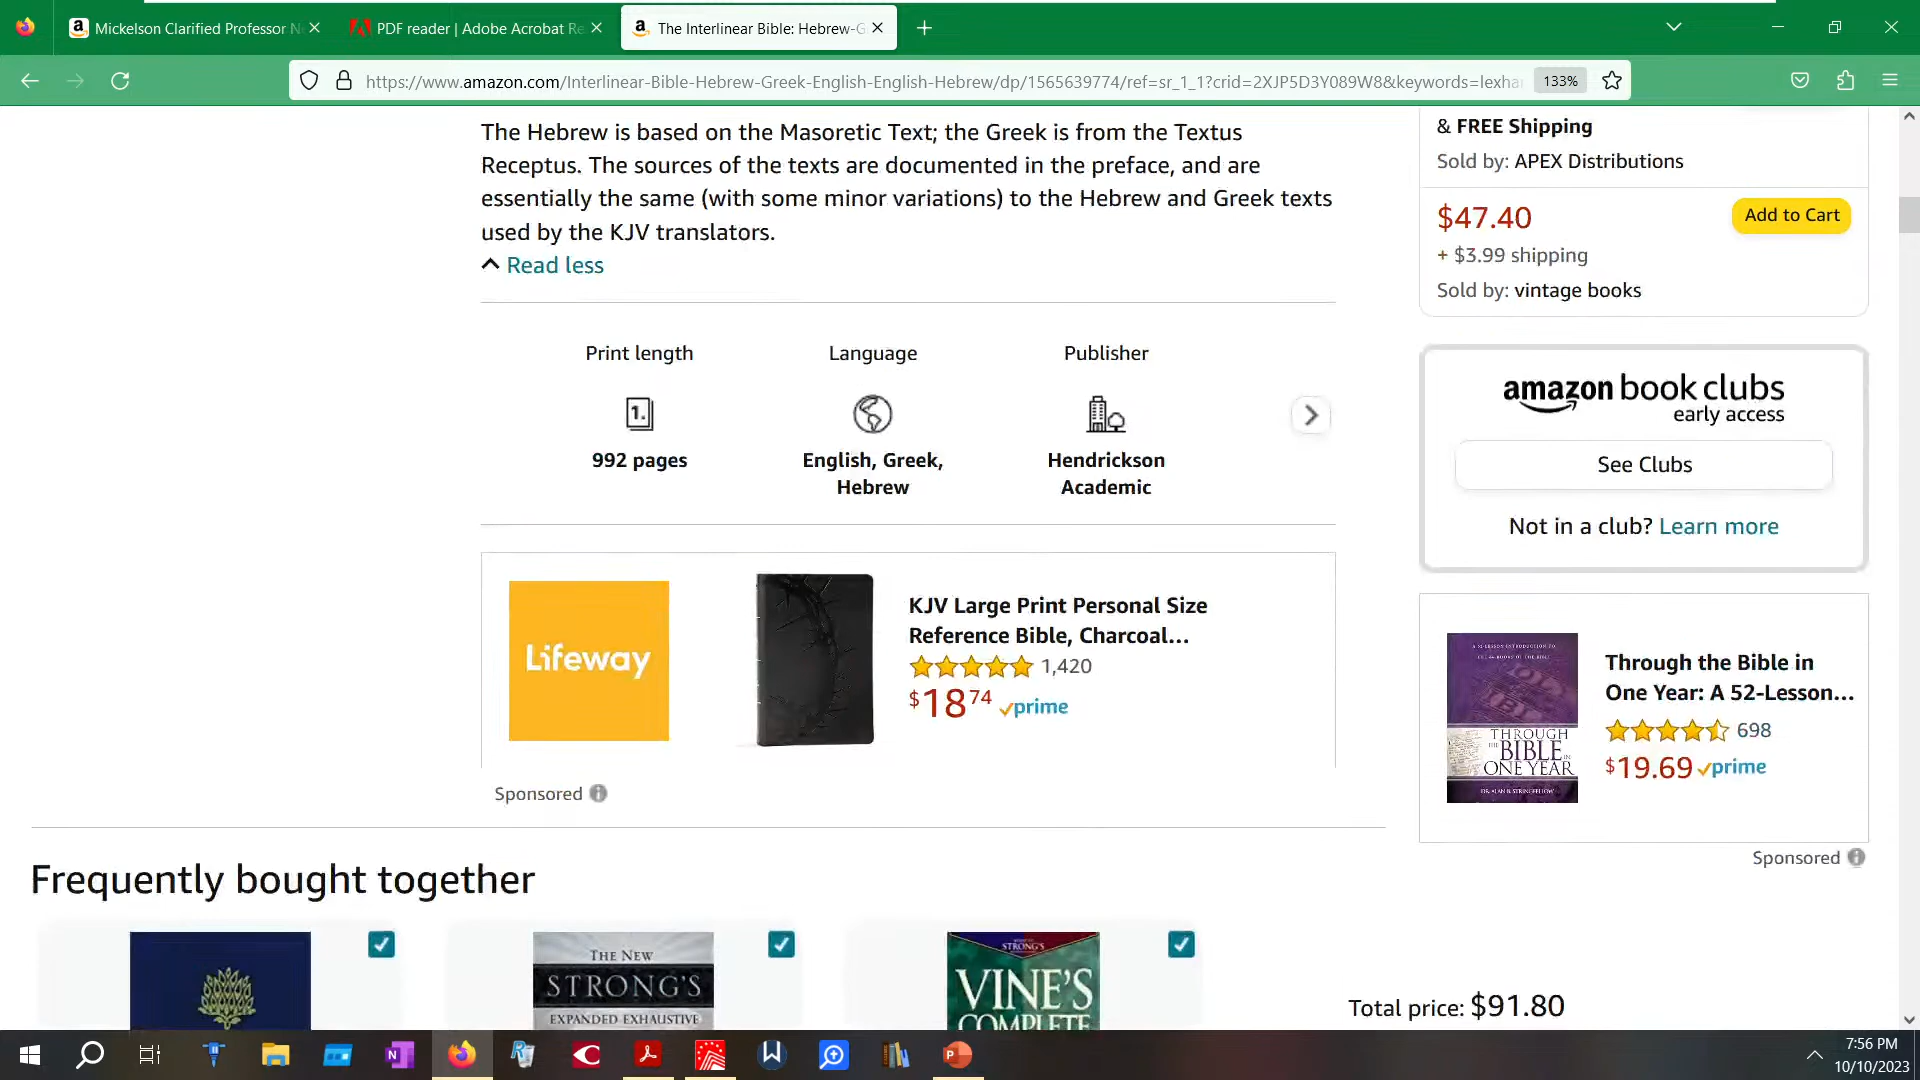 Mickelson Clarified Professor N
PDF reader | Adobe Acrobat Re
The Interlinear Bible: Hebrew-G
https://www.amazon.com/Interlinear-Bible-Hebrew-Greek-English-English-Hebrew/dp/1565639774/ref=sr_1_1?crid=2XJP5D3Y089W8&keywords=lexha
133%
The Hebrew is based on the Masoretic Text; the Greek is from the Textus
Receptus. The sources of the texts are documented in the preface, and are
essentially the same (with some minor variations) to the Hebrew and Greek texts
used by the KJV translators.
Read less
Print length
1.
992 pages
Language
English, Greek,
Hebrew
Publisher
Hendrickson
Academic
Lifeway
KJV Large Print Personal Size
Reference Bible, Charcoal...
1,420
$18 74 prime
Sponsored
& FREE Shipping
Sold by: APEX Distributions
$47.40
Add to Cart
+ $3.99 shipping
Sold by: vintage books
amazon book clubs
early access
See Clubs
Not in a club? Learn more
A 52-LESSON INTRODUCTION TO
THROUGH
THE BIBLE IN
ONE YEAR
DR. ALAN B. STRINGFELLOW
Through the Bible in
One Year: A 52-Lesson...
698
$19.69 prime
Sponsored
Frequently bought together
THE NEW
STRONG'S
EXPANDED EXHAUSTIVE
STRONG'S
VINE'S
COMPLETE
Total price: $91.80
7:56 PM
10/10/2023